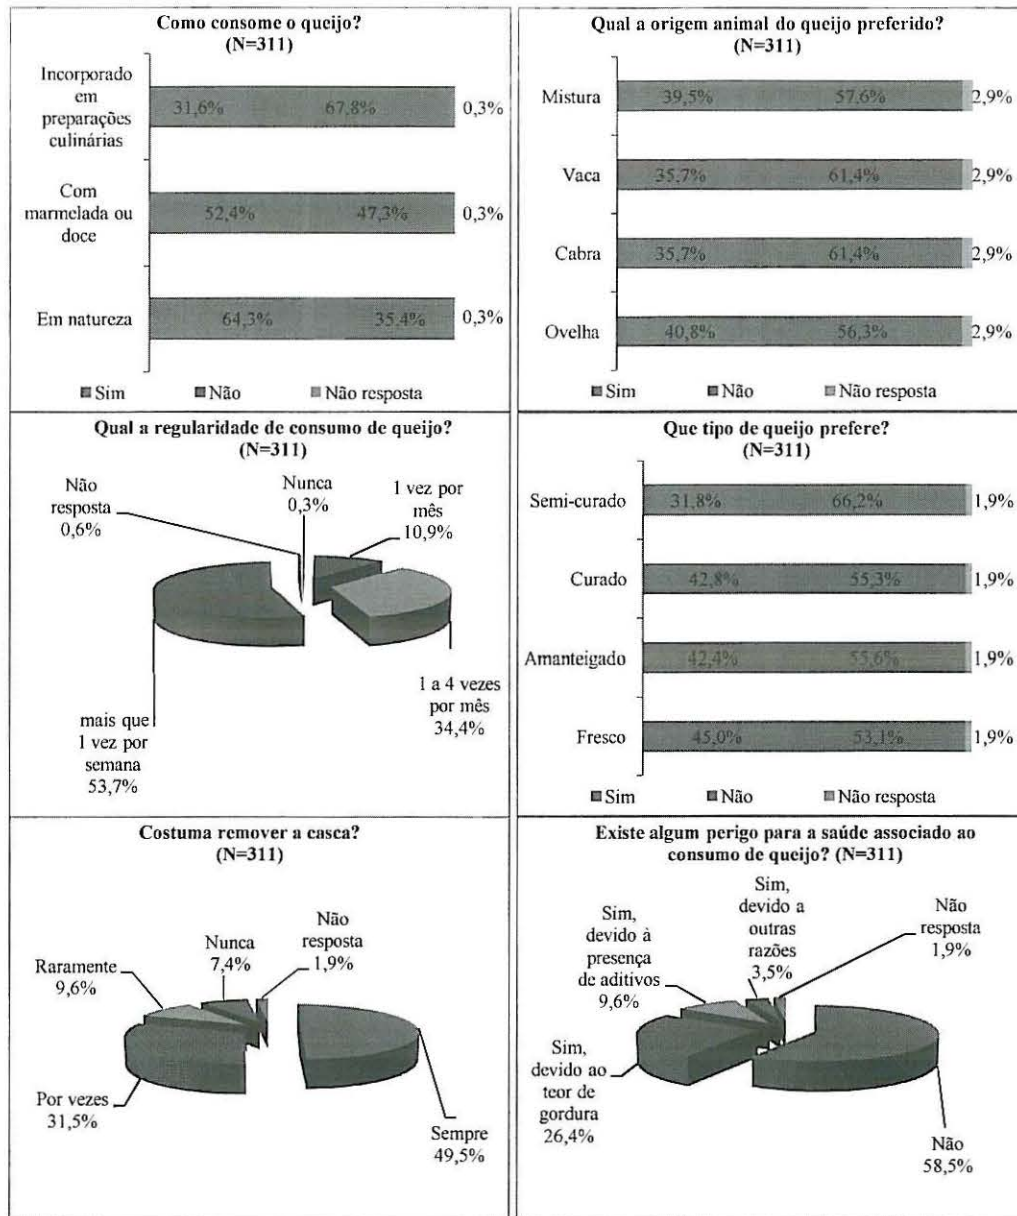 Como consome o queijo?
(N=311)
Incorporado
em
preparações
culinárias
31,6%
67,8%
0,3%
Com
marmelada ou
doce
52,4%
47,3%
0,3%
Em natureza
64,3%
35,4%
0,3%
Sim
Não
Não resposta
Qual a origem animal do queijo preferido?
(N=311)
Mistura
39,5%
57,6%
2,9%
Vaca
35,7%
61,4%
2,9%
Cabra
35,7%
61,4%
2,9%
Ovelha
40,8%
56,3%
2,9%
Sim
Não
Não resposta
Qual a regularidade de consumo de queijo?
(N=311)
Não
resposta
0,6%
Nunca
0,3%
1 vez por
mês
10,9%
1 a 4 vezes
por mês
34,4%
mais que
1 vez por
semana
53,7%
Que tipo de queijo prefere?
(N=311)
Semi-curado
31,8%
66,2%
1,9%
Curado
42,8%
55,3%
1,9%
Amanteigado
42,4%
55,6%
1,9%
Fresco
45,0%
53,1%
1,9%
Sim
Não
Não resposta
Costuma remover a casca?
(N=311)
Raramente
9,6%
Nunca
7,4%
Não
resposta
1,9%
Por vezes
31,5%
Sempre
49,5%
Existe algum perigo para a saúde associado ao
consumo de queijo? (N=311)
Sim,
devido à
presença
de aditivos
9,6%
Sim,
devido a
outras
razões
3,5%
Não
resposta
1,9%
Sim,
devido ao
teor de
gordura
26,4%
Não
58,5%